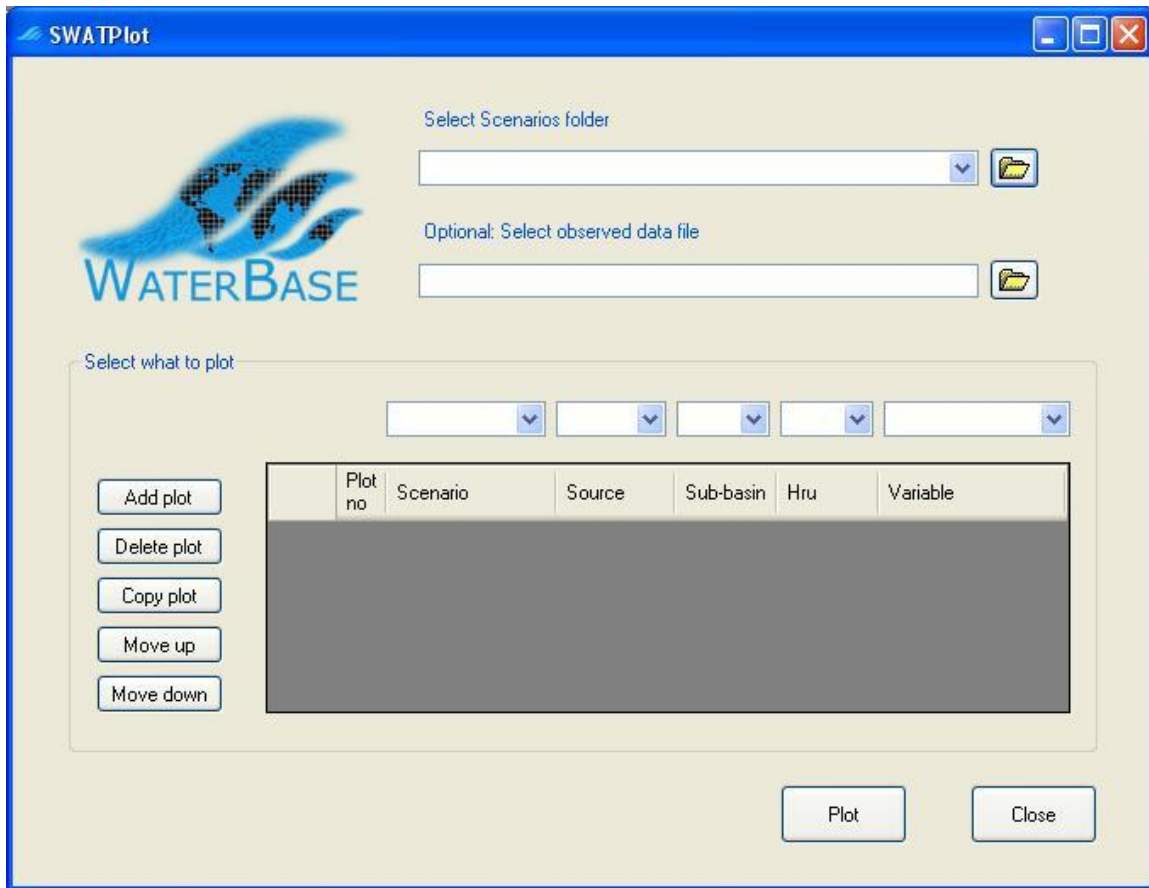 SWATPlot
Select Scenarios folder
Optional: Select observed data file
WATERBASE
Select what to plot
Plot no Scenario Source Sub-basin Hru Variable
Add plot
Delete plot
Copy plot
Move up
Move down
Plot Close